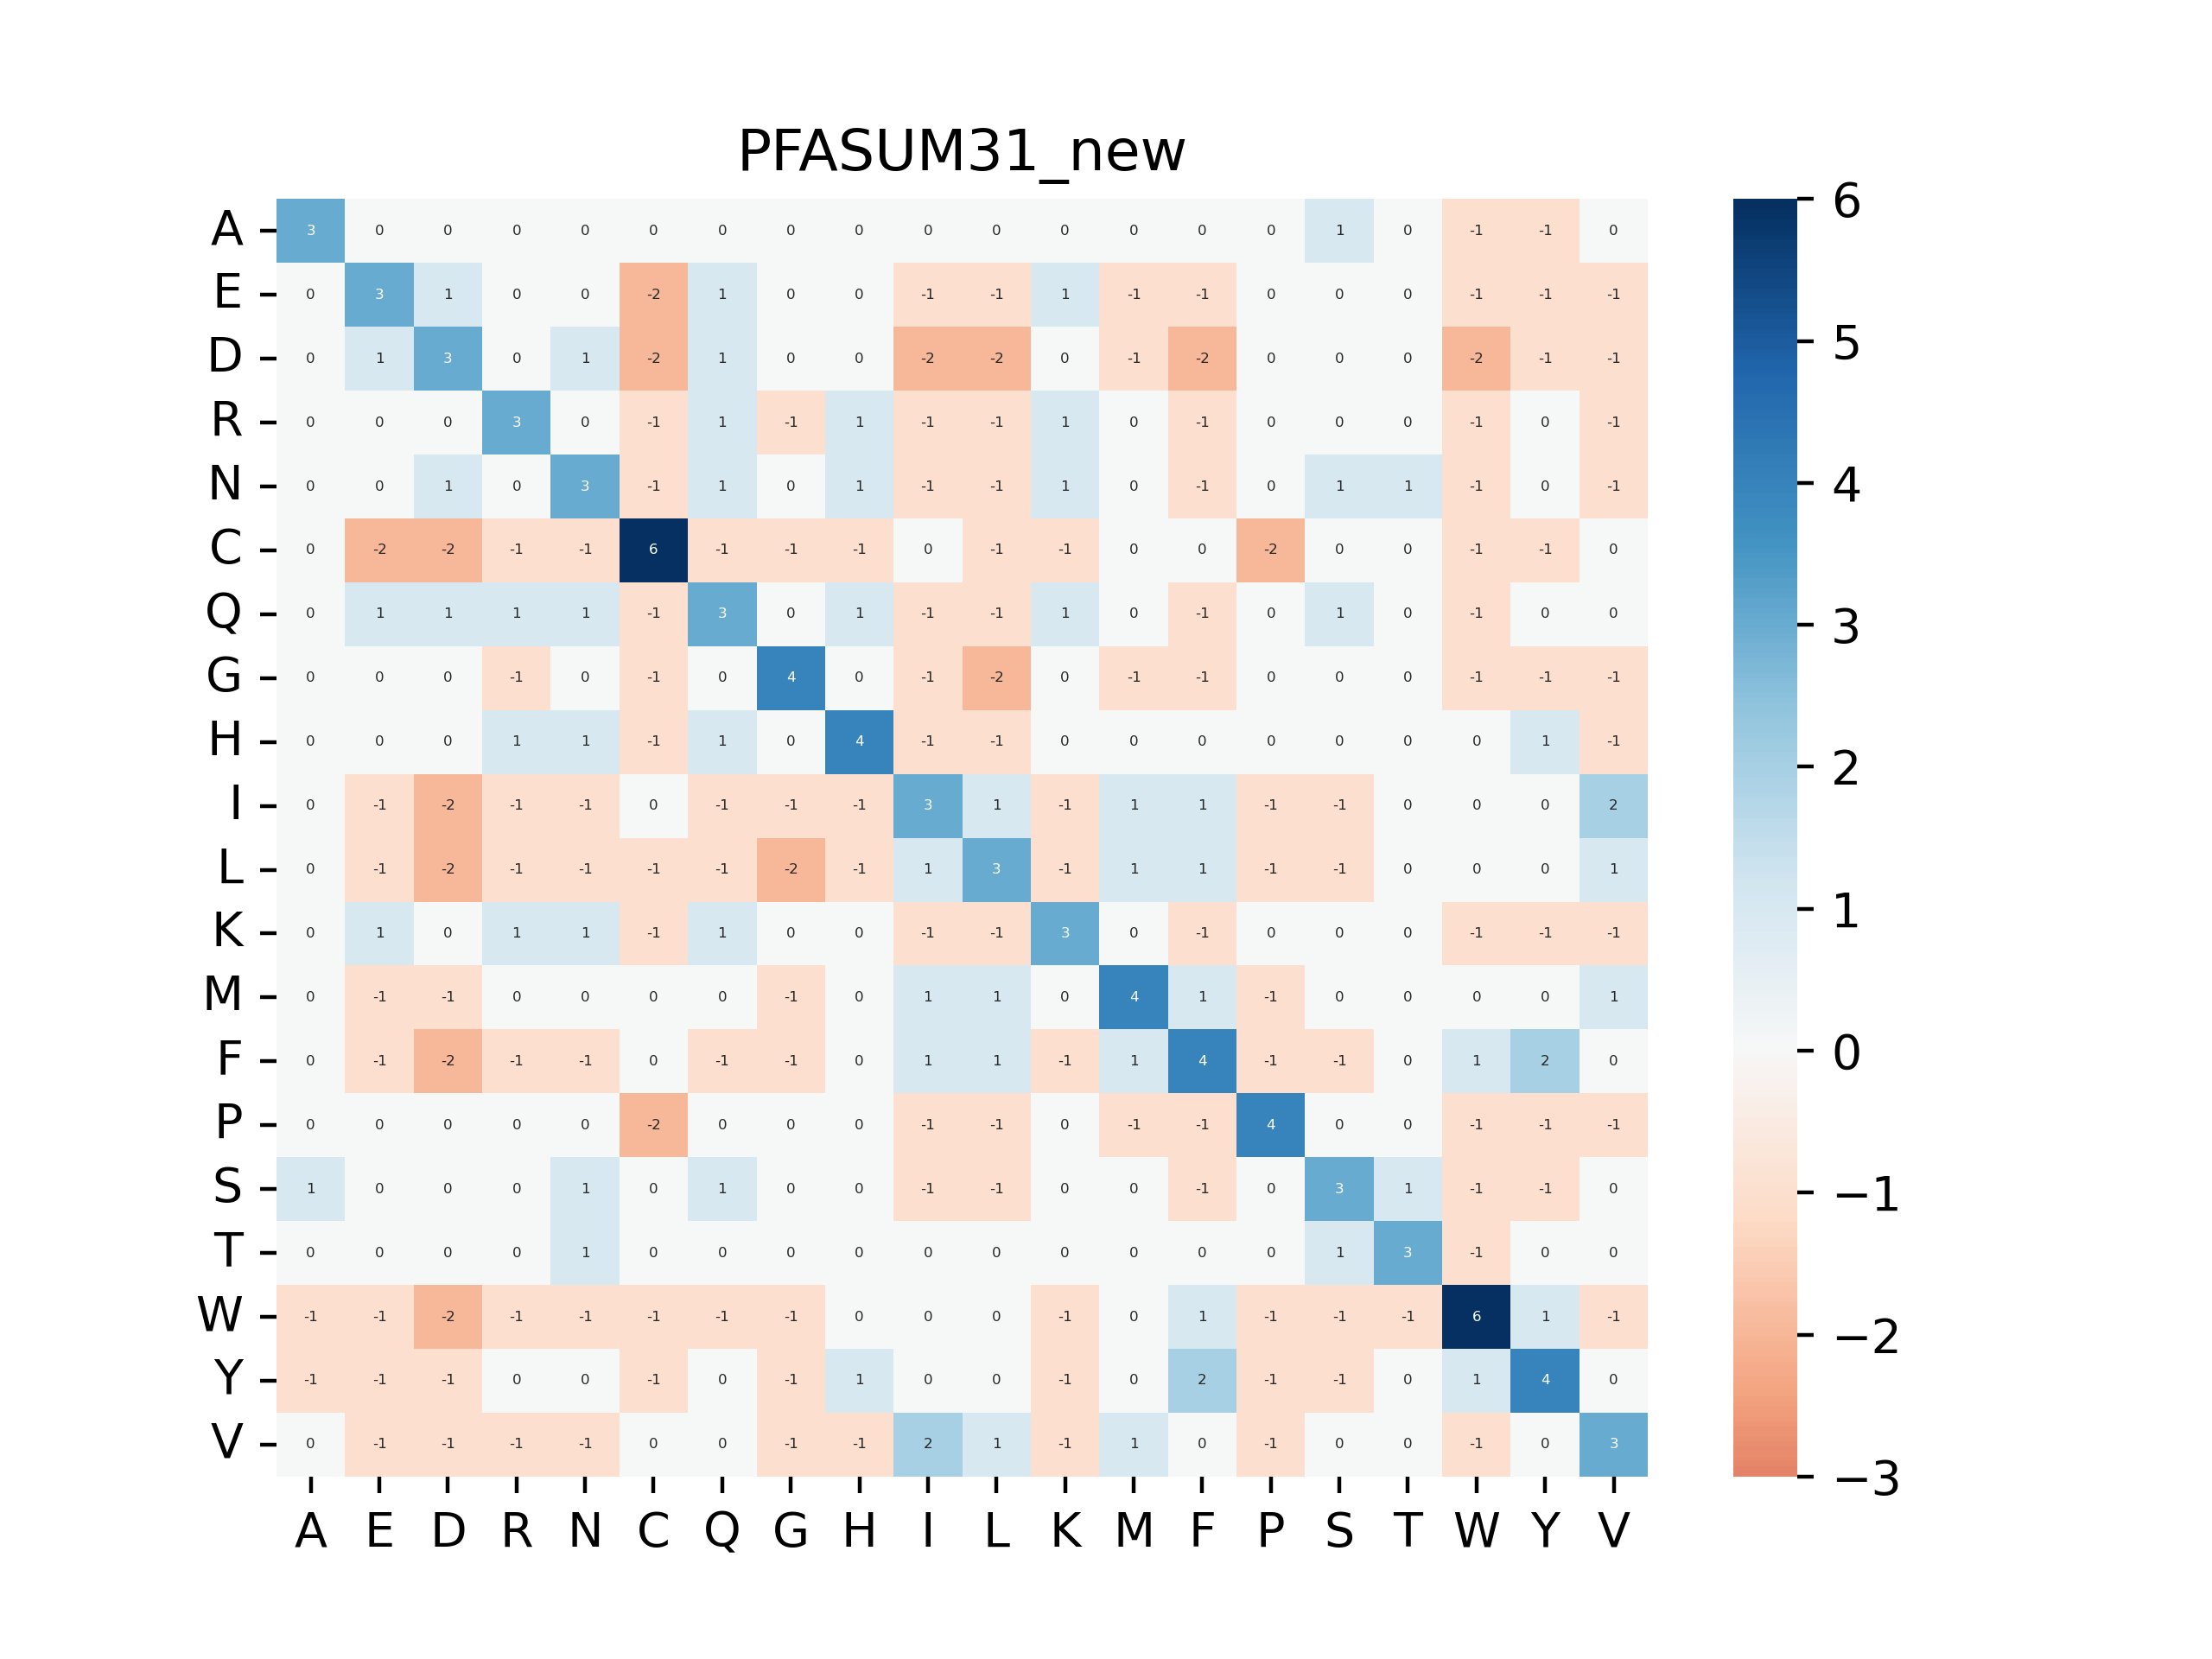 PFASUM31_new
A 3 0 0 0 0 0 0 0 0 0 0 0 0 0 0 1 0 -1 -1 0
E 0 3 1 0 0 -2 1 0 0 -1 -1 1 -1 -1 0 0 0 -1 -1 -1
D 0 1 3 0 1 -2 1 0 0 -2 -2 0 -1 -2 0 0 0 -2 -1 -1
R 0 0 0 3 0 -1 1 -1 1 -1 -1 1 0 -1 0 0 0 -1 0 -1
N 0 0 1 0 3 -1 1 0 1 -1 -1 1 0 -1 0 1 1 -1 0 -1
C 0 -2 -2 -1 -1 6 -1 -1 -1 0 -1 -1 0 0 -2 0 0 -1 -1 0
Q 0 1 1 1 1 -1 3 0 1 -1 -1 1 0 -1 0 1 0 -1 0 0
G 0 0 0 -1 0 -1 0 4 0 -1 -2 0 -1 -1 0 0 0 -1 -1 -1
H 0 0 0 1 1 -1 1 0 4 -1 -1 0 0 0 0 0 0 0 1 -1
I 0 -1 -2 -1 -1 0 -1 -1 -1 3 1 -1 1 1 -1 -1 0 0 0 2
L 0 -1 -2 -1 -1 -1 -1 -2 -1 1 3 -1 1 1 -1 -1 0 0 0 1
K 0 1 0 1 1 -1 1 0 0 -1 -1 3 0 -1 0 0 0 -1 -1 -1
M 0 -1 -1 0 0 0 0 -1 0 1 1 0 4 1 -1 0 0 0 0 1
F 0 -1 -2 -1 -1 0 -1 -1 0 1 1 -1 1 4 -1 -1 0 1 2 0
P 0 0 0 0 0 -2 0 0 0 -1 -1 0 -1 -1 4 0 0 -1 -1 -1
S 1 0 0 0 1 0 1 0 0 -1 -1 0 0 -1 0 3 1 -1 -1 0
T 0 0 0 0 1 0 0 0 0 0 0 0 0 0 0 1 3 -1 0 0
W -1 -1 -2 -1 -1 -1 -1 -1 0 0 0 -1 0 1 -1 -1 -1 6 1 -1
Y -1 -1 -1 0 0 -1 0 -1 1 0 0 -1 0 2 -1 -1 0 1 4 0
V 0 -1 -1 -1 -1 0 0 -1 -1 2 1 -1 1 0 -1 0 0 -1 0 3
A E D R N C Q G H I L K M F P S T W Y V
6
5
4
3
2
1
0
−1
−2
−3